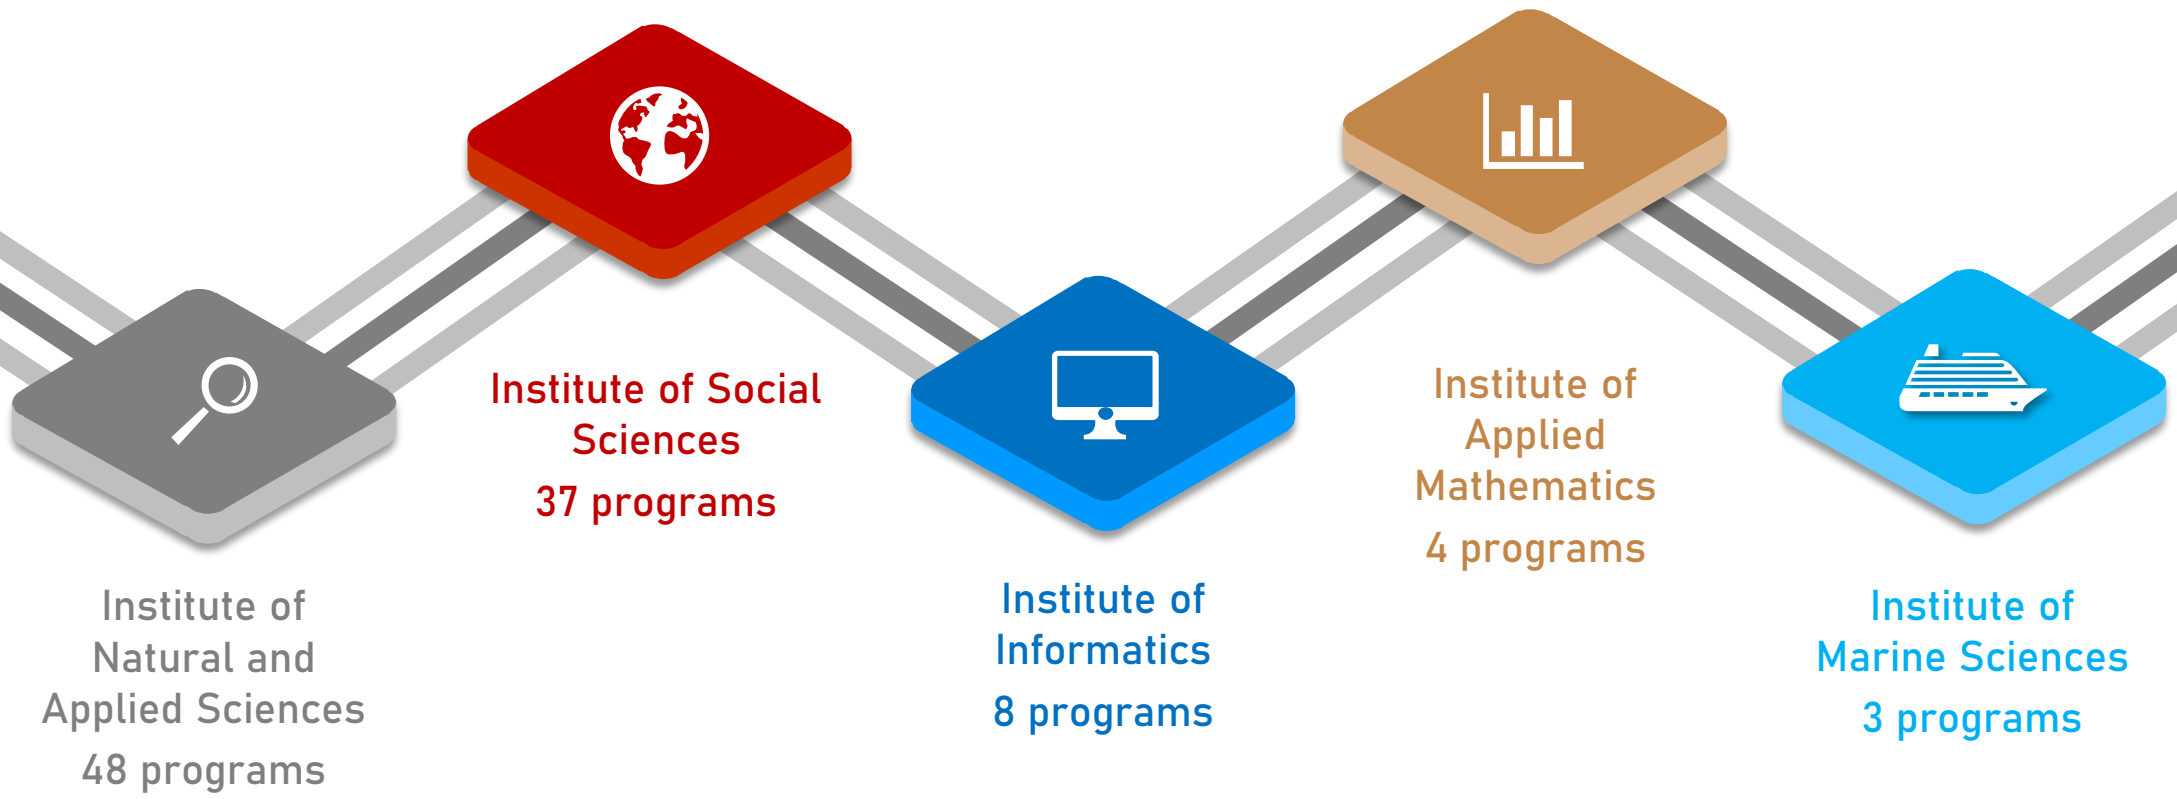 Institute of
Natural and
Applied Sciences
48 programs
Institute of Social
Sciences
37 programs
Institute of
Informatics
8 programs
Institute of
Applied
Mathematics
4 programs
Institute of
Marine Sciences
3 programs